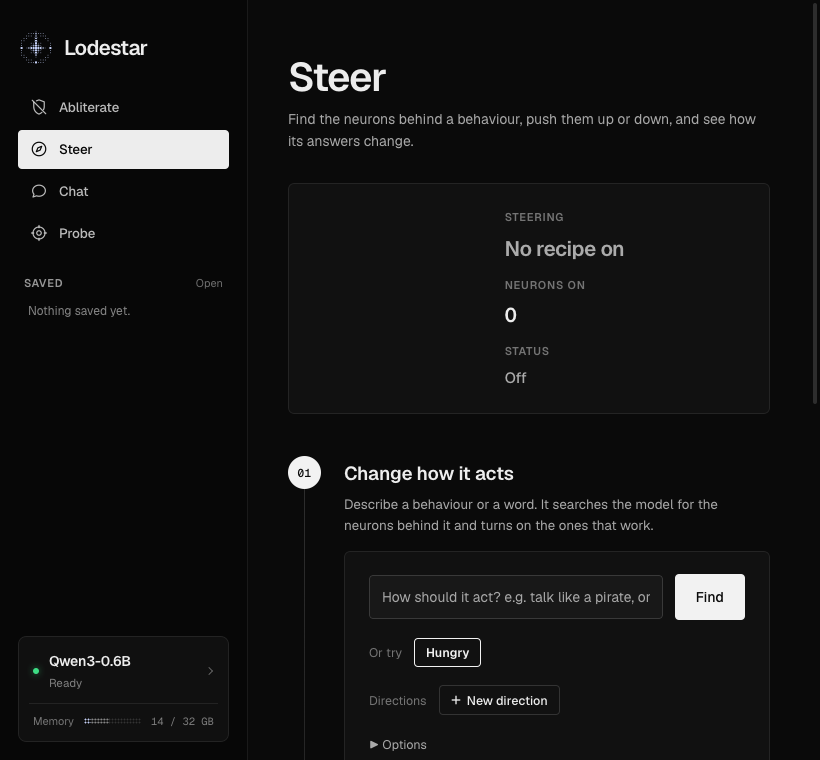 Lodestar
Abliterate
Steer
Chat
Probe
SAVED Open
Nothing saved yet.
Qwen3-0.6B
Ready
Memory 14 / 32 GB
Steer
Find the neurons behind a behaviour, push them up or down, and see how
its answers change.
STEERING
No recipe on
NEURONS ON
0
STATUS
Off
01
Change how it acts
Describe a behaviour or a word. It searches the model for the
neurons behind it and turns on the ones that work.
How should it act? e.g. talk like a pirate, or
Find
Or try Hungry
Directions + New direction
Options